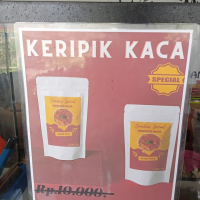 KERIPIK KACA
SPECIAL
Rp.10.000,-